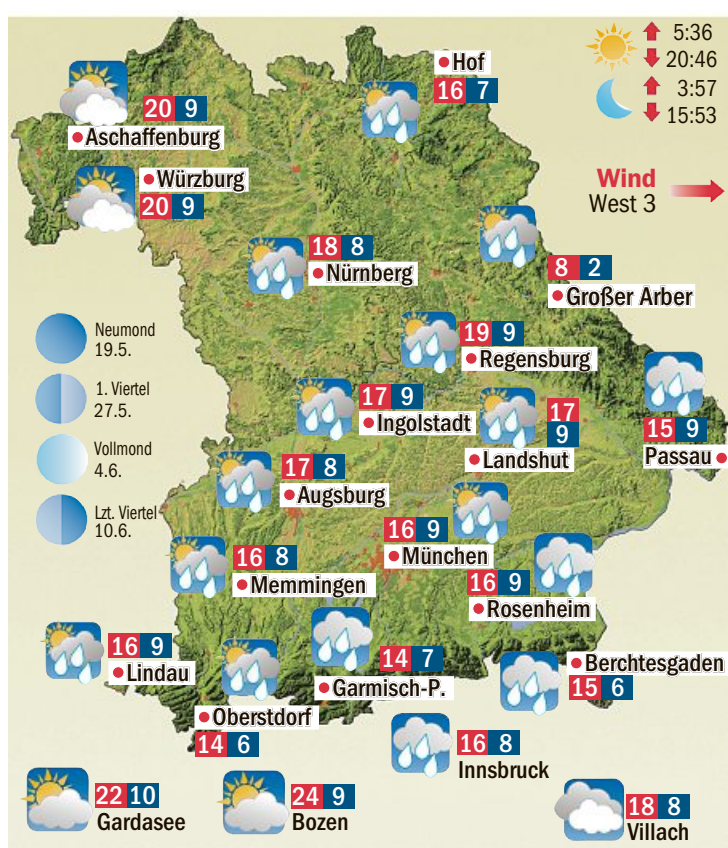 5:36
20:46
3:57
15:53
Hof
16 7
20 9
Aschaffenburg
Würzburg
20 9
Wind
West 3
18 8
Nürnberg
8 2
Großer Arber
Neumond
19.5.
1. Viertel
27.5.
Vollmond
4.6.
Lzt. Viertel
10.6.
19 9
Regensburg
17 9
Ingolstadt
17
9
Landshut
15 9
Passau
17 8
Augsburg
16 9
München
16 8
Memmingen
16 9
Rosenheim
16 9
Lindau
14 7
Garmisch-P.
Berchtesgaden
15 6
Oberstdorf
14 6
16 8
Innsbruck
22 10
Gardasee
24 9
Bozen
18 8
Villach